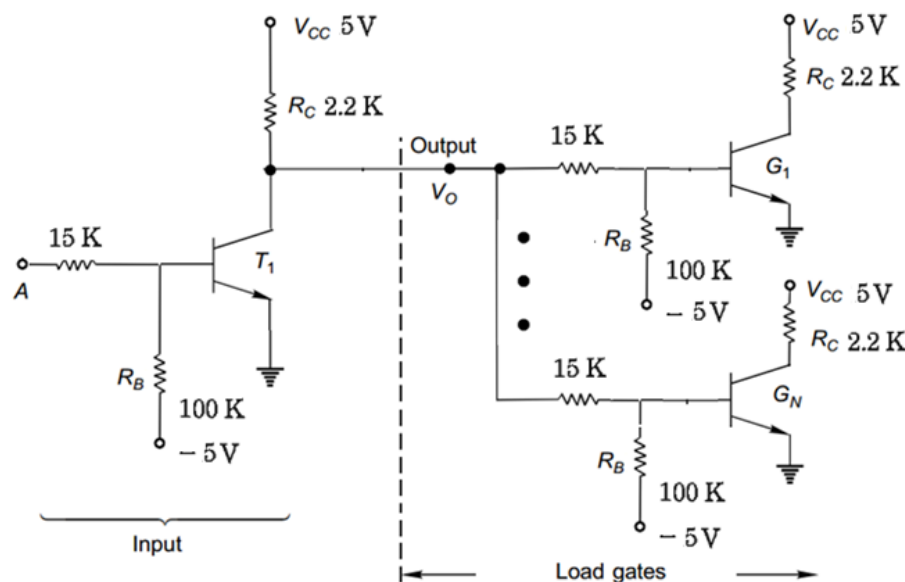 V_CC 5 V
R_C 2.2 K
15 K
A
T_1
R_B
100 K
– 5 V
Input
Output
V_O
15 K
V_CC 5 V
R_C 2.2 K
G_1
R_B
100 K
– 5 V
15 K
V_CC 5 V
R_C 2.2 K
G_N
R_B
100 K
– 5 V
Load gates